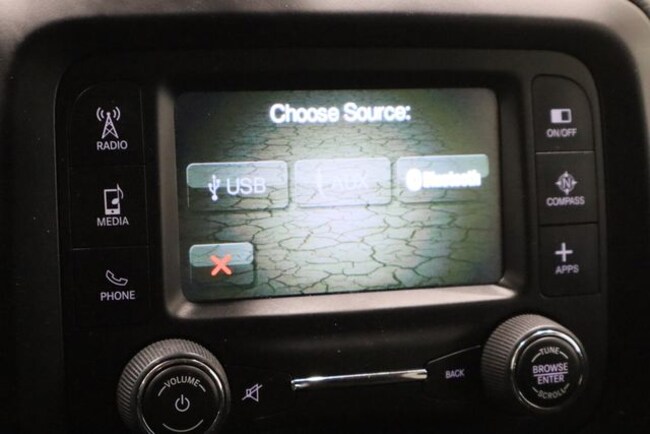 Choose Source:
USB
AUX
Bluetooth
RADIO
MEDIA
PHONE
ON/OFF
N
COMPASS
APPS
VOLUME
BACK
TUNE
BROWSE
ENTER
SCROLL